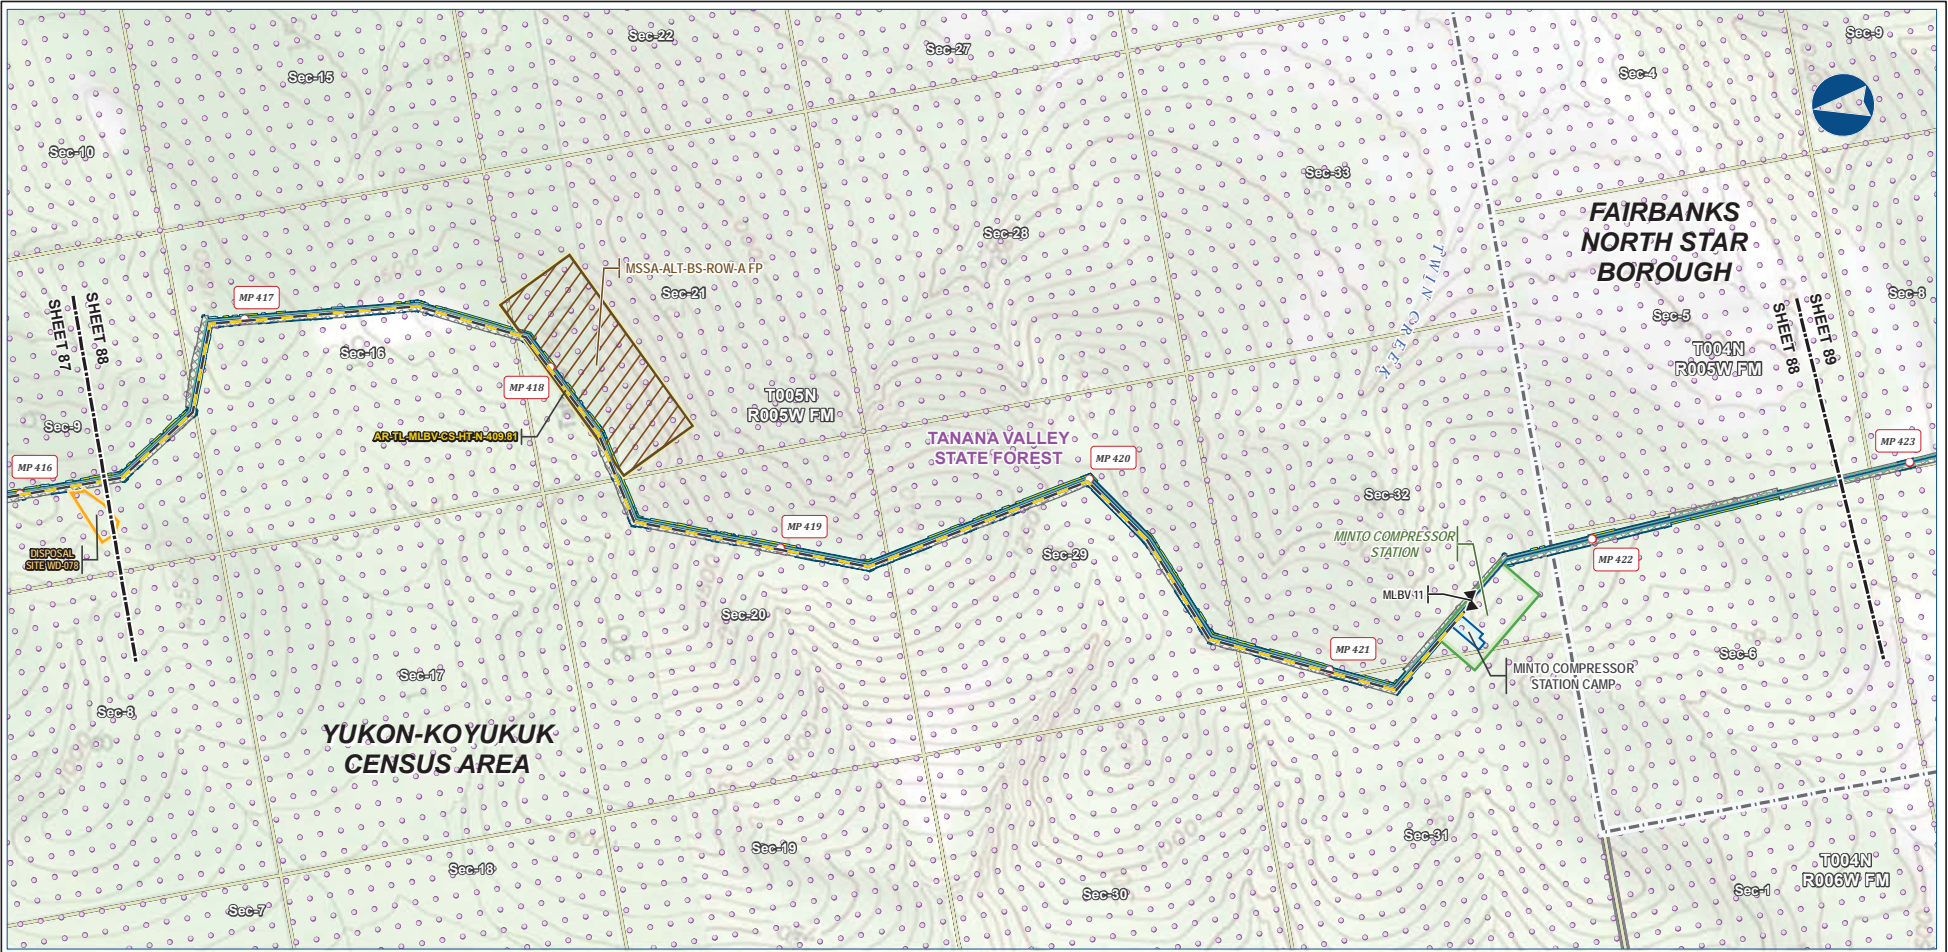 Sec-22
Sec-27
Sec-9
Sec-15
Sec-4
Sec-10
Sec-33
FAIRBANKS
NORTH STAR
BOROUGH
Sec-28
TWIN CREEK
MSSA-ALT-BS-ROW-A FP
Sec-21
Sec-8
MP 417
SHEET 87
SHEET 88
Sec-5
SHEET 88
SHEET 89
Sec-16
T004N
R005W FM
MP 418
T005N
R005W FM
Sec-9
AR-TL-MLBV-CS-HT-N-409.81
TANANA VALLEY
STATE FOREST
MP 420
MP 423
MP 416
Sec-32
MP 419
MINTO COMPRESSOR
STATION
DISPOSAL
SITE WD-078
Sec-29
MP 422
MLBV-11
Sec-20
MP 421
Sec-6
Sec-17
MINTO COMPRESSOR
STATION CAMP
Sec-8
YUKON-KOYUKUK
CENSUS AREA
Sec-31
Sec-19
T004N
R006W FM
Sec-18
Sec-30
Sec-1
Sec-7